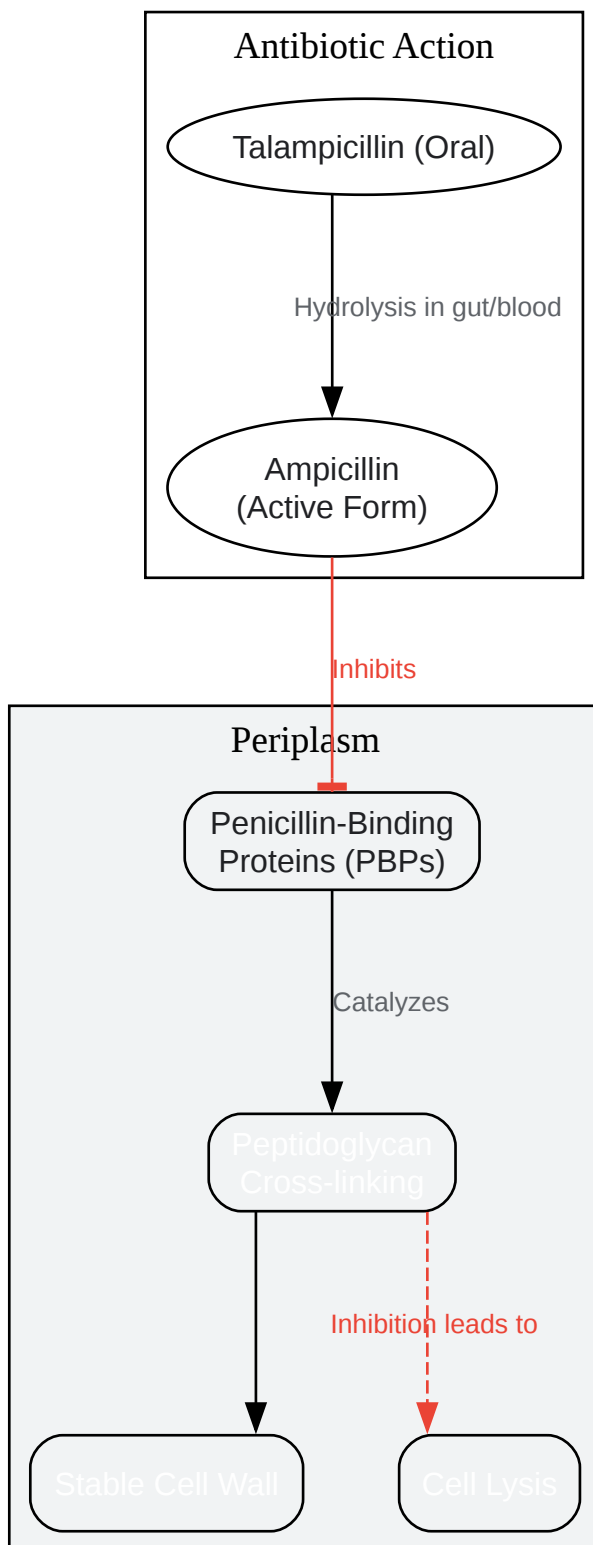 Antibiotic Action
Talampicillin (Oral)
Hydrolysis in gut/blood
Ampicillin
(Active Form)
Inhibits
Periplasm
Penicillin-Binding
Proteins (PBPs)
Catalyzes
Peptidoglycan
Cross-linking
Inhibition leads to
Stable Cell Wall
Cell Lysis